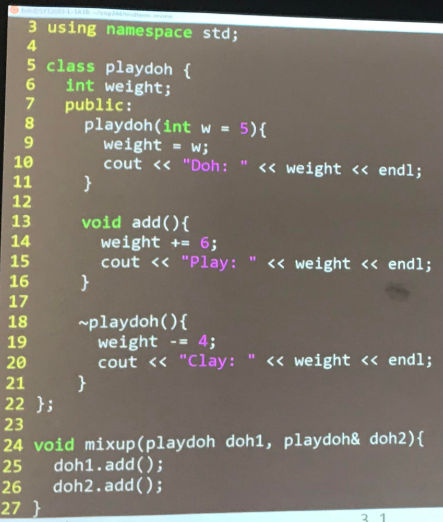 3 using namespace std;
4
5 class playdoh {
6   int weight;
7   public:
8     playdoh(int w = 5){
9       weight = w;
10       cout << "Doh: " << weight << endl;
11     }
12
13     void add(){
14       weight += 6;
15       cout << "Play: " << weight << endl;
16     }
17
18     ~playdoh(){
19       weight -= 4;
20       cout << "Clay: " << weight << endl;
21     }
22 };
23
24 void mixup(playdoh doh1, playdoh& doh2){
25   doh1.add();
26   doh2.add();
27 }
3,1